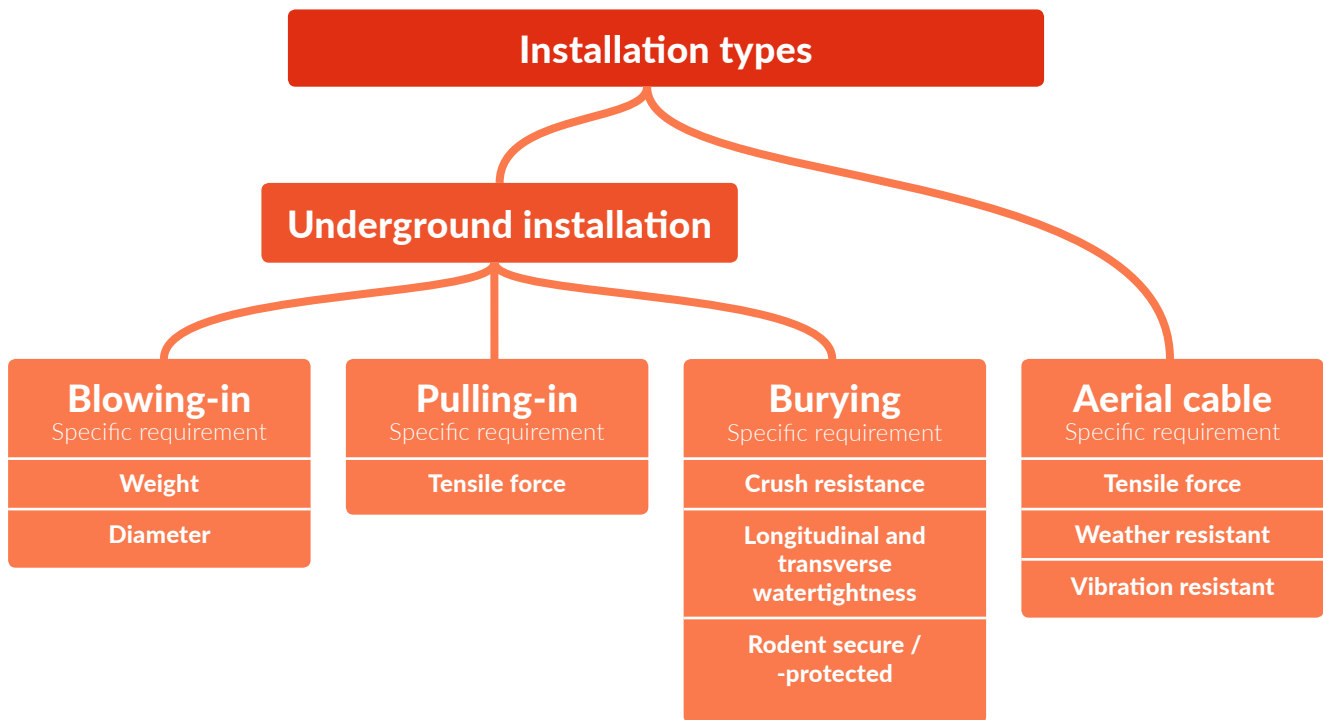 Installation types
Underground installation
Blowing-in
Specific requirement
Weight
Diameter
Pulling-in
Specific requirement
Tensile force
Burying
Specific requirement
Crush resistance
Longitudinal and
transverse
watertightness
Rodent secure /
-protected
Aerial cable
Specific requirement
Tensile force
Weather resistant
Vibration resistant